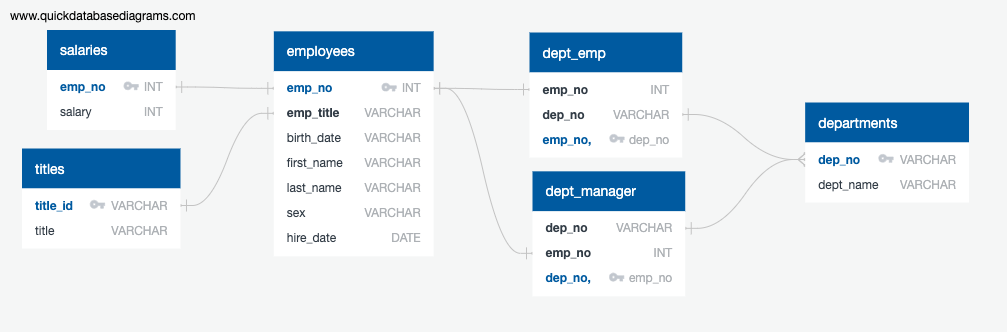 www.quickdatabasediagrams.com
salaries
emp_no INT
salary INT
titles
title_id VARCHAR
title VARCHAR
employees
emp_no INT
emp_title VARCHAR
birth_date VARCHAR
first_name VARCHAR
last_name VARCHAR
sex VARCHAR
hire_date DATE
dept_emp
emp_no INT
dep_no VARCHAR
emp_no, dep_no
dept_manager
dep_no VARCHAR
emp_no INT
dep_no, emp_no
departments
dep_no VARCHAR
dept_name VARCHAR